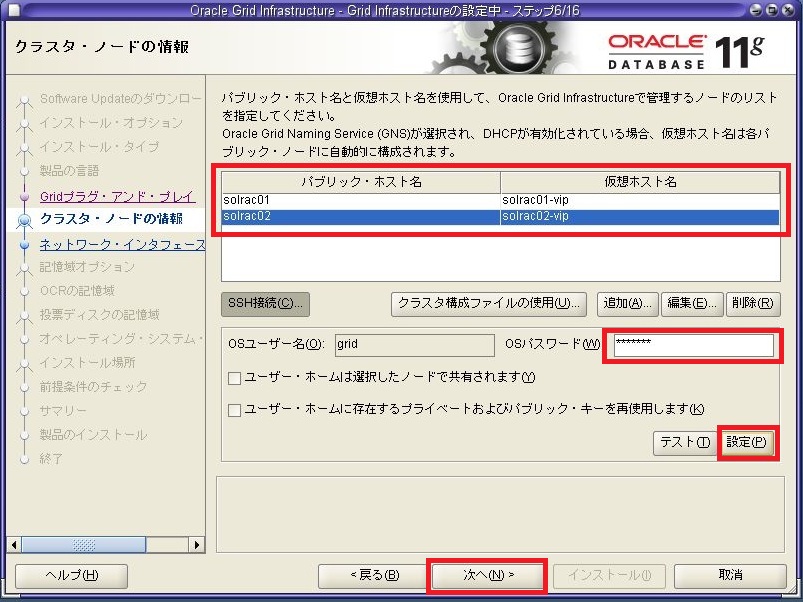 Oracle Grid Infrastructure - Grid Infrastructureの設定中 - ステップ6/16
クラスタ・ノードの情報
ORACLE
DATABASE
11g
Software Updateのダウンロー
インストール・オプション
インストール・タイプ
製品の言語
Gridプラグ・アンド・プレイ
クラスタ・ノードの情報
ネットワーク・インタフェース
記憶域オプション
OCRの記憶域
投票ディスクの記憶域
オペレーティング・システム・
インストール場所
前提条件のチェック
サマリー
製品のインストール
終了
パブリック・ホスト名と仮想ホスト名を使用して、Oracle Grid Infrastructureで管理するノードのリスト
を指定してください。
Oracle Grid Naming Service (GNS)が選択され、DHCPが有効化されている場合、仮想ホスト名は各パ
ブリック・ノードに自動的に構成されます。
パブリック・ホスト名 仮想ホスト名
solrac01 solrac01-vip
solrac02 solrac02-vip
SSH接続(C)... クラスタ構成ファイルの使用(U)... 追加(A)... 編集(E)... 削除(R)
OSユーザー名(O): grid OSパスワード(W) *******
ユーザー・ホームは選択したノードで共有されます(Y)
ユーザー・ホームに存在するプライベートおよびパブリック・キーを再使用します(K)
テスト(T) 設定(P)
ヘルプ(H) < 戻る(B) 次へ(N) > インストール(I) 取消